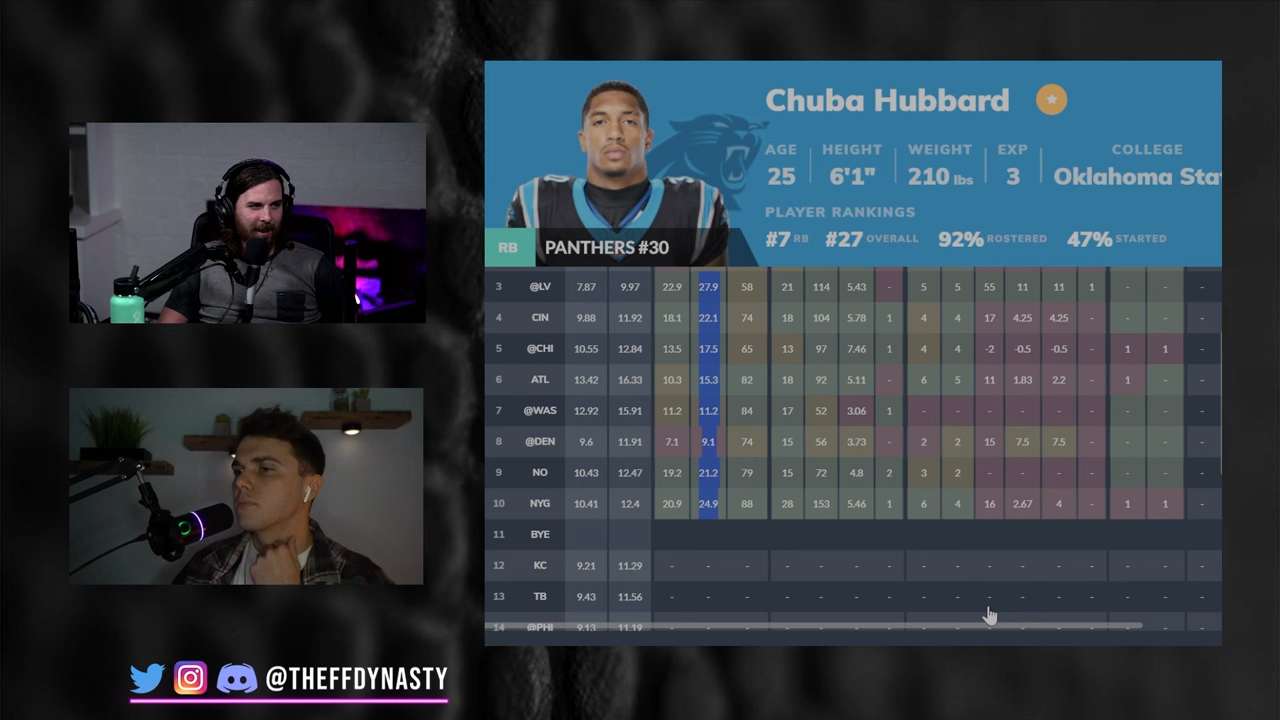 Chuba Hubbard
AGE HEIGHT WEIGHT EXP COLLEGE
25 6'1" 210 lbs 3 Oklahoma Sta
PLAYER RANKINGS
#7 RB #27 OVERALL 92% ROSTERED 47% STARTED
RB PANTHERS #30
3 @LV 7.87 9.97 22.9 27.9 58 21 114 5.43 - 5 5 55 11 11 1 - - -
4 CIN 9.88 11.92 18.1 22.1 74 18 104 5.78 1 4 4 17 4.25 4.25 - - - -
5 @CHI 10.55 12.84 13.5 17.5 65 13 97 7.46 1 4 4 -2 -0.5 -0.5 - 1 1 -
6 ATL 13.42 16.33 10.3 15.3 82 18 92 5.11 - 6 5 11 1.83 2.2 - 1 - -
7 @WAS 12.92 15.91 11.2 11.2 84 17 52 3.06 1 - - - - - - - - -
8 @DEN 9.6 11.91 7.1 9.1 74 15 56 3.73 - 2 2 15 7.5 7.5 - - - -
9 NO 10.43 12.47 19.2 21.2 79 15 72 4.8 2 3 2 - - - - - - -
10 NYG 10.41 12.4 20.9 24.9 88 28 153 5.46 1 6 4 16 2.67 4 - 1 1 -
11 BYE
12 KC 9.21 11.29 - - - - - - - - - - - - - - - -
13 TB 9.43 11.56 - - - - - - - - - - - - - - - -
14 @PHI 9.13 11.19 - - - - - - - - - - - - - - - -
@THEFFDYNASTY